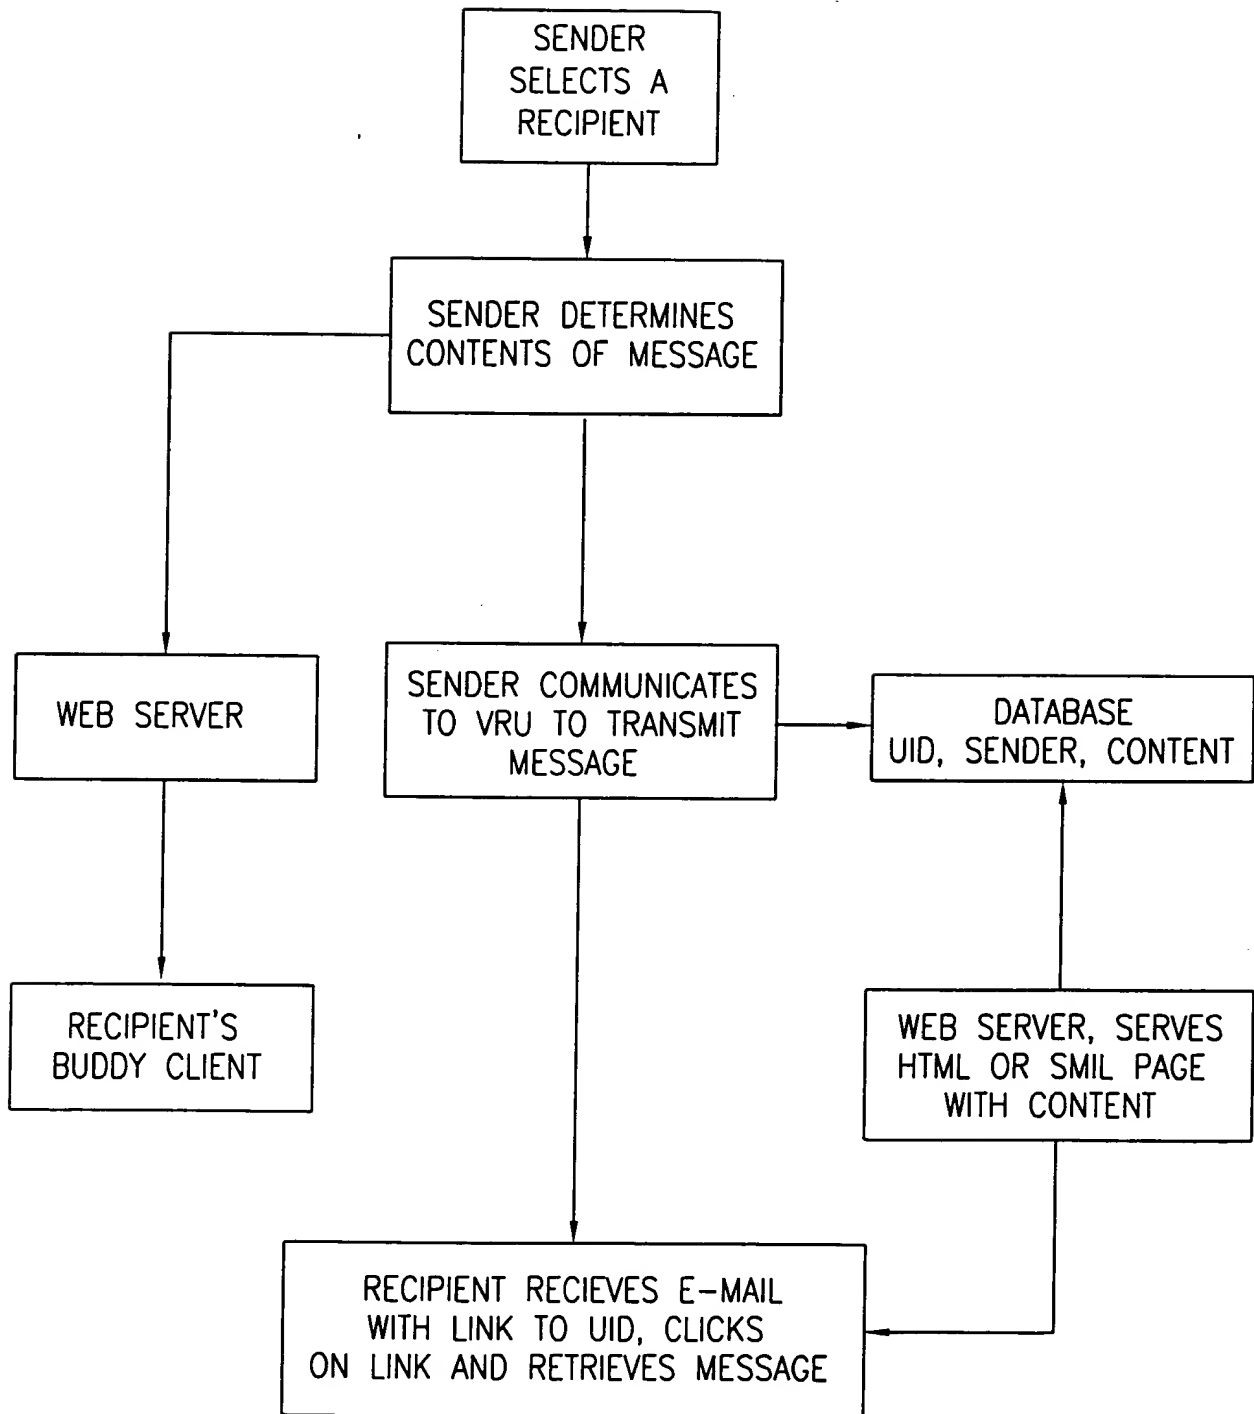 SENDER
SELECTS A
RECIPIENT
SENDER DETERMINES
CONTENTS OF MESSAGE
WEB SERVER
SENDER COMMUNICATES
TO VRU TO TRANSMIT
MESSAGE
DATABASE
UID, SENDER, CONTENT
RECIPIENT'S
BUDDY CLIENT
WEB SERVER, SERVES
HTML OR SMIL PAGE
WITH CONTENT
RECIPIENT RECIEVES E-MAIL
WITH LINK TO UID, CLICKS
ON LINK AND RETRIEVES MESSAGE